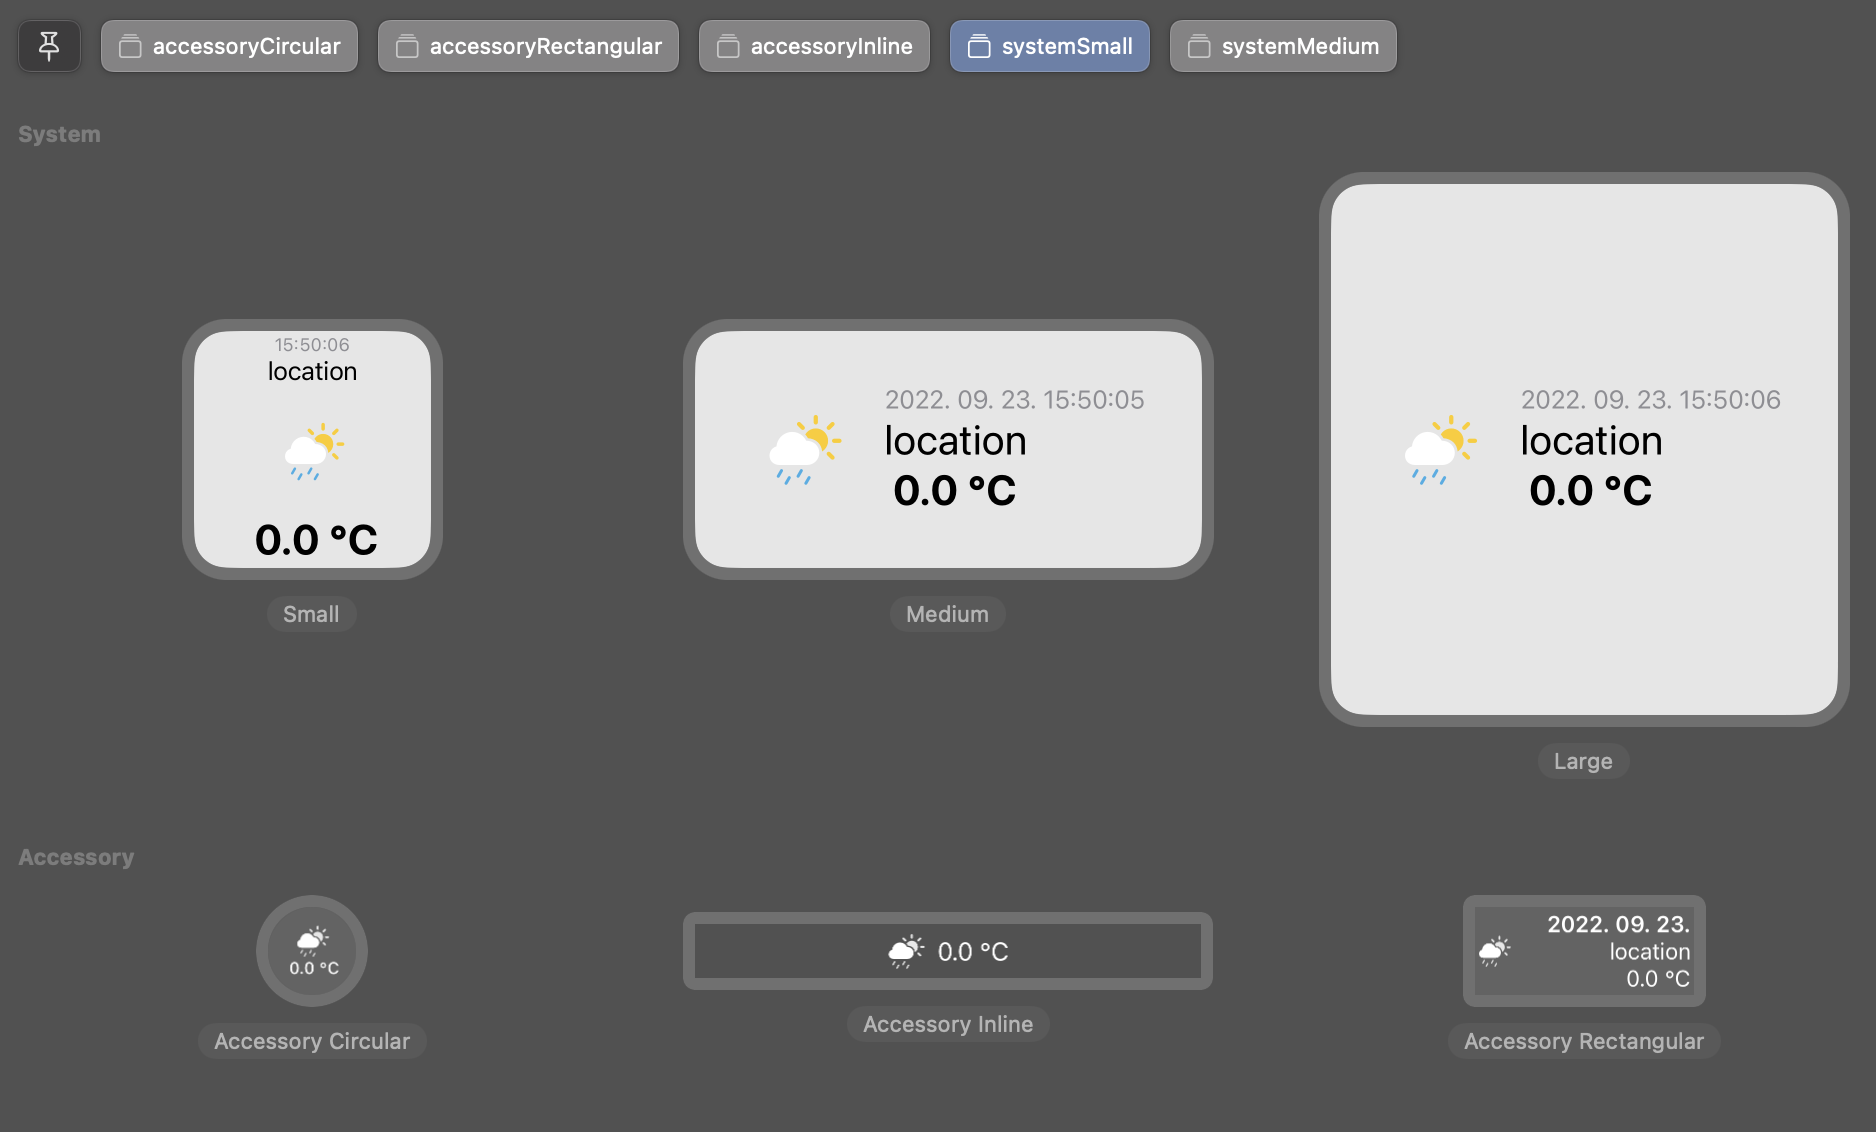 accessoryCircular
accessoryRectangular
accessoryInline
systemSmall
systemMedium
System
15:50:06
location
0.0 °C
Small
2022. 09. 23. 15:50:05
location
0.0 °C
Medium
2022. 09. 23. 15:50:06
location
0.0 °C
Large
Accessory
0.0 °C
Accessory Circular
0.0 °C
Accessory Inline
2022. 09. 23.
location
0.0 °C
Accessory Rectangular